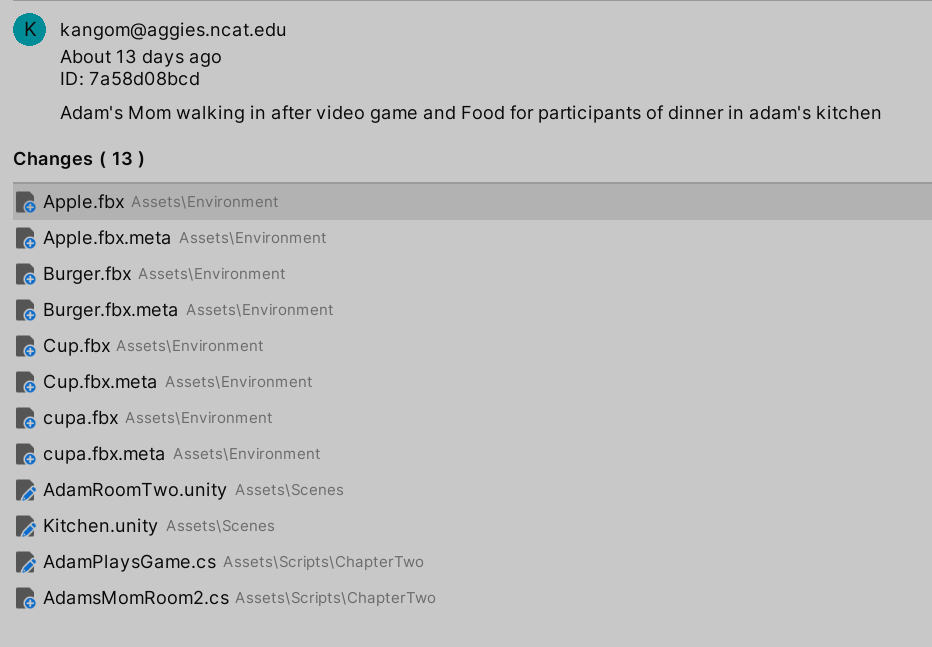 K
kangom@aggies.ncat.edu
About 13 days ago
ID: 7a58d08bcd
Adam's Mom walking in after video game and Food for participants of dinner in adam's kitchen
Changes ( 13 )
Apple.fbx Assets\Environment
Apple.fbx.meta Assets\Environment
Burger.fbx Assets\Environment
Burger.fbx.meta Assets\Environment
Cup.fbx Assets\Environment
Cup.fbx.meta Assets\Environment
cupa.fbx Assets\Environment
cupa.fbx.meta Assets\Environment
AdamRoomTwo.unity Assets\Scenes
Kitchen.unity Assets\Scenes
AdamPlaysGame.cs Assets\Scripts\ChapterTwo
AdamsMomRoom2.cs Assets\Scripts\ChapterTwo